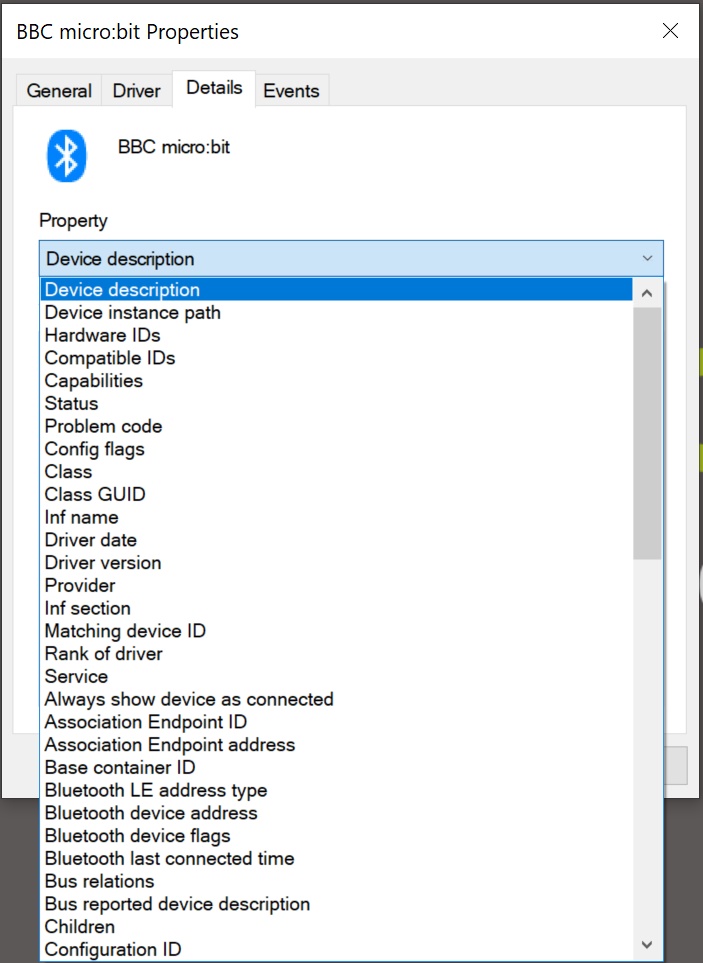 BBC micro:bit Properties
General Driver Details Events
BBC micro:bit
Property
Device description
Device description
Device instance path
Hardware IDs
Compatible IDs
Capabilities
Status
Problem code
Config flags
Class
Class GUID
Inf name
Driver date
Driver version
Provider
Inf section
Matching device ID
Rank of driver
Service
Always show device as connected
Association Endpoint ID
Association Endpoint address
Base container ID
Bluetooth LE address type
Bluetooth device address
Bluetooth device flags
Bluetooth last connected time
Bus relations
Bus reported device description
Children
Configuration ID